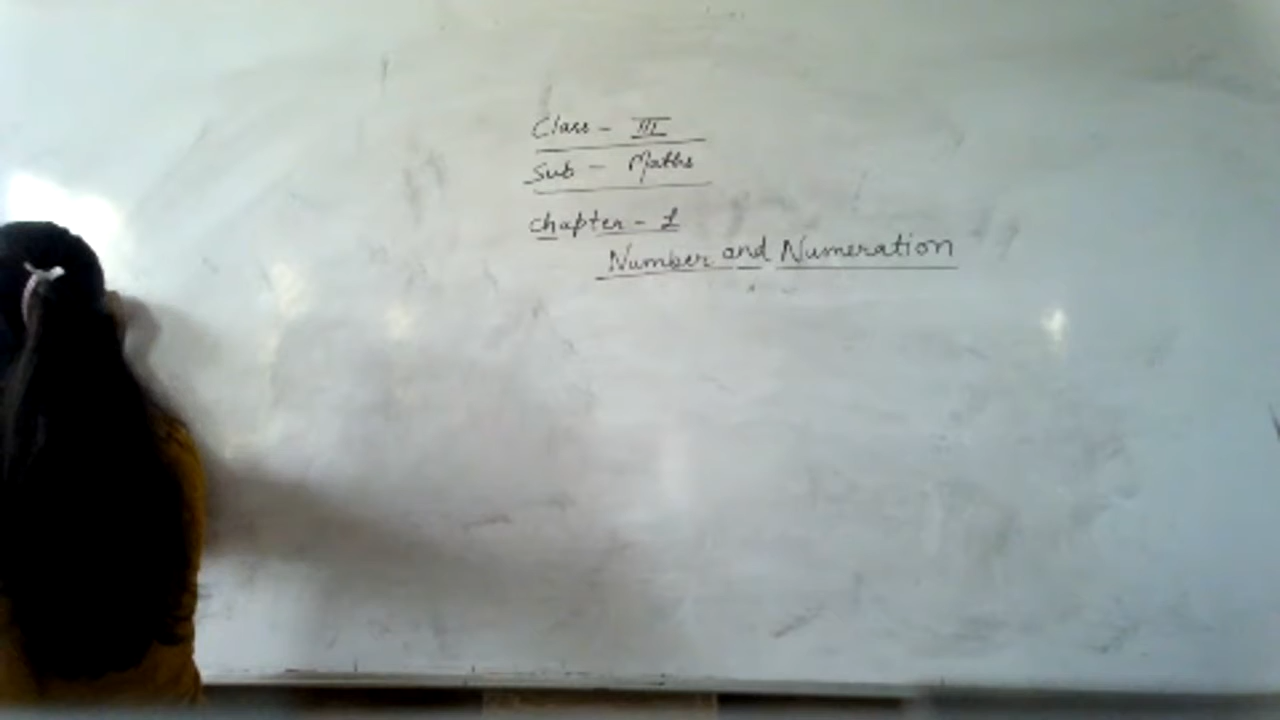 Class - III
Sub - Maths
Chapter - 1
Number and Numeration